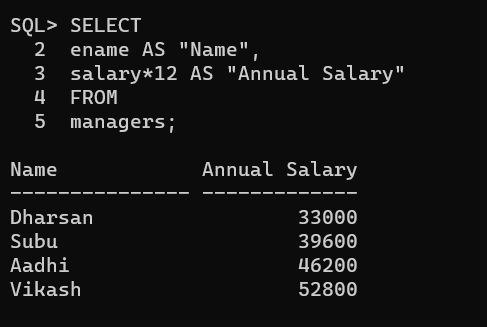 SQL> SELECT
  2  ename AS "Name",
  3  salary*12 AS "Annual Salary"
  4  FROM
  5  managers;
Name            Annual Salary
--------------- -------------
Dharsan                 33000
Subu                    39600
Aadhi                   46200
Vikash                  52800